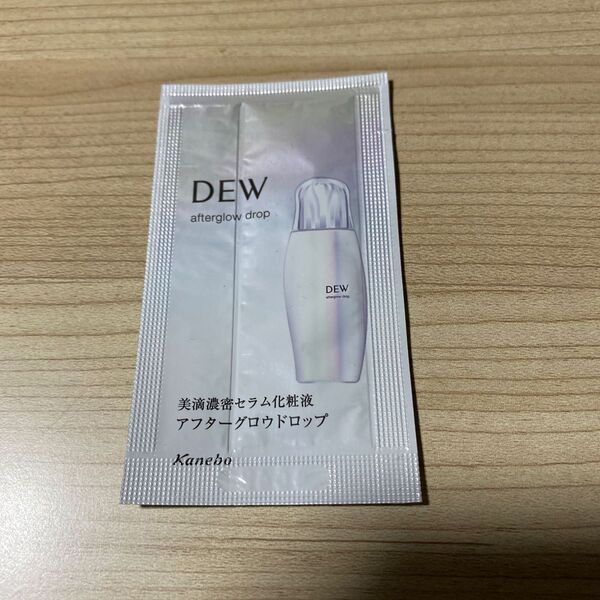 DEW
afterglow drop
DEW
afterglow drop
美滴濃密セラム化粧液
アフターグロウドロップ
Kanebo